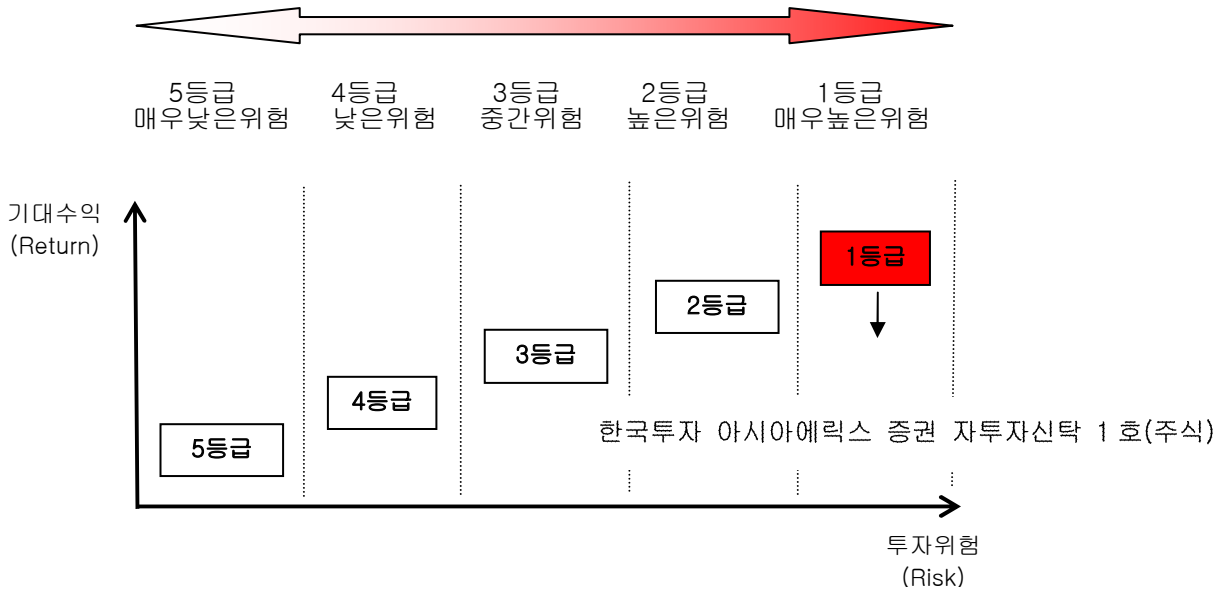 5등급 4등급 3등급 2등급 1등급
매우낮은위험 낮은위험 중간위험 높은위험 매우높은위험
기대수익
(Return)
1등급
2등급
3등급
4등급
한국투자 아시아에릭스 증권 자투자신탁 1 호(주식)
5등급
투자위험
(Risk)